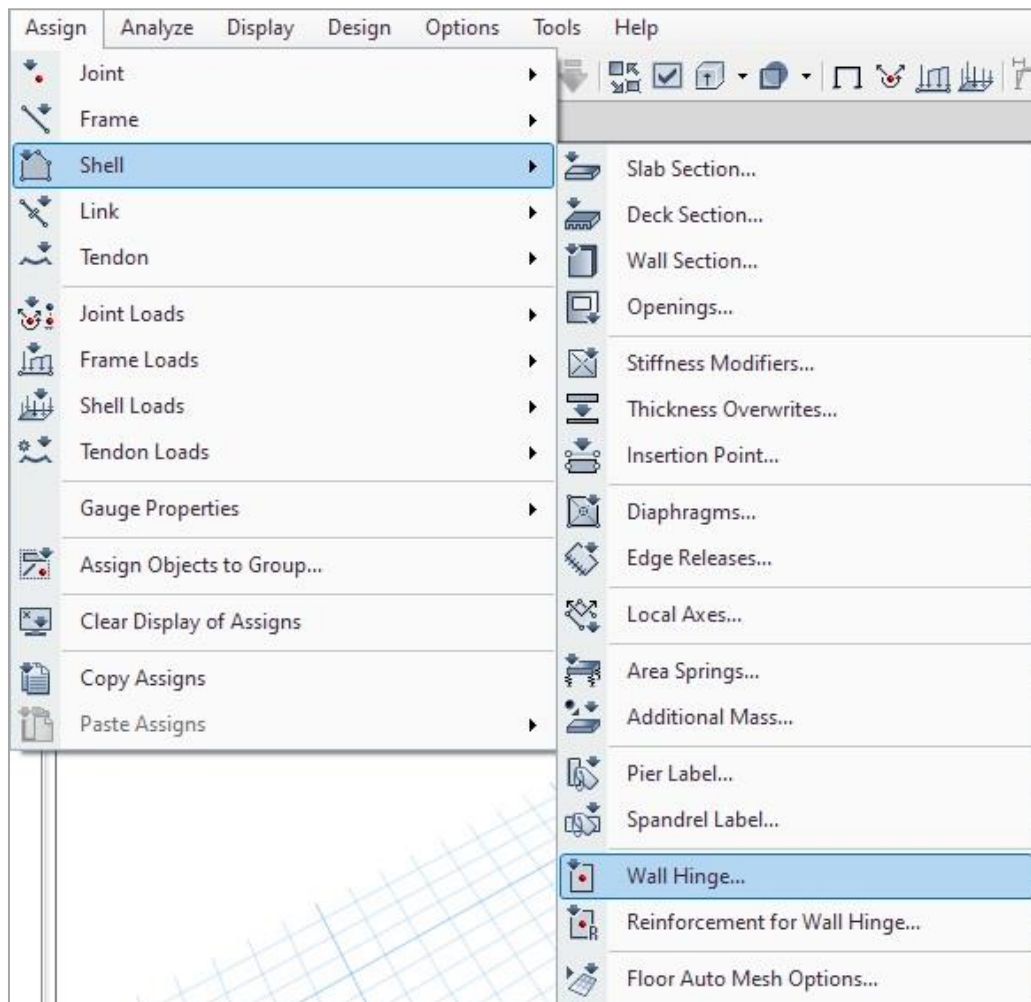 Assign Analyze Display Design Options Tools Help
Joint
Frame
Shell
Link
Tendon
Joint Loads
Frame Loads
Shell Loads
Tendon Loads
Gauge Properties
Assign Objects to Group...
Clear Display of Assigns
Copy Assigns
Paste Assigns
Slab Section...
Deck Section...
Wall Section...
Openings...
Stiffness Modifiers...
Thickness Overwrites...
Insertion Point...
Diaphragms...
Edge Releases...
Local Axes...
Area Springs...
Additional Mass...
Pier Label...
Spandrel Label...
Wall Hinge...
R
Reinforcement for Wall Hinge...
Floor Auto Mesh Options...